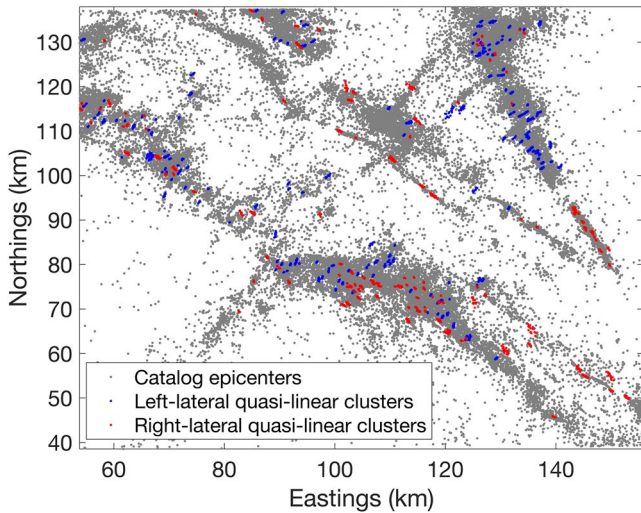 130
120
110
100
90
80
70
60
50
40
Northings (km)
Catalog epicenters
Left-lateral quasi-linear clusters
Right-lateral quasi-linear clusters
60 80 100 120 140
Eastings (km)